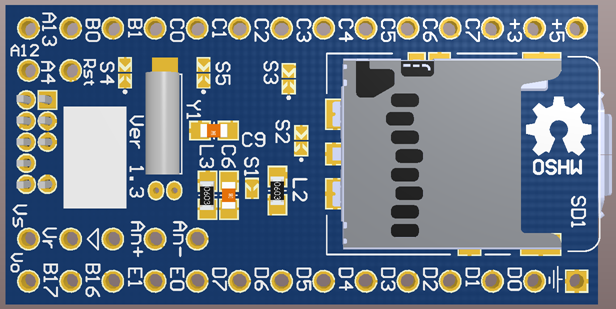 A13 B0 B1 C0 C1 C2 C3 C4 C5 C6 C7 +3 +5
A12
A4 Rst S4 S5 S3
Y1
Ver 1.3
C9
S2
L3 C6 S1 L2
0603 0603
OSHW
SD1
Vs Vr An+ An-
Vo B17 B16 E1 E0 D7 D6 D5 D4 D3 D2 D1 D0